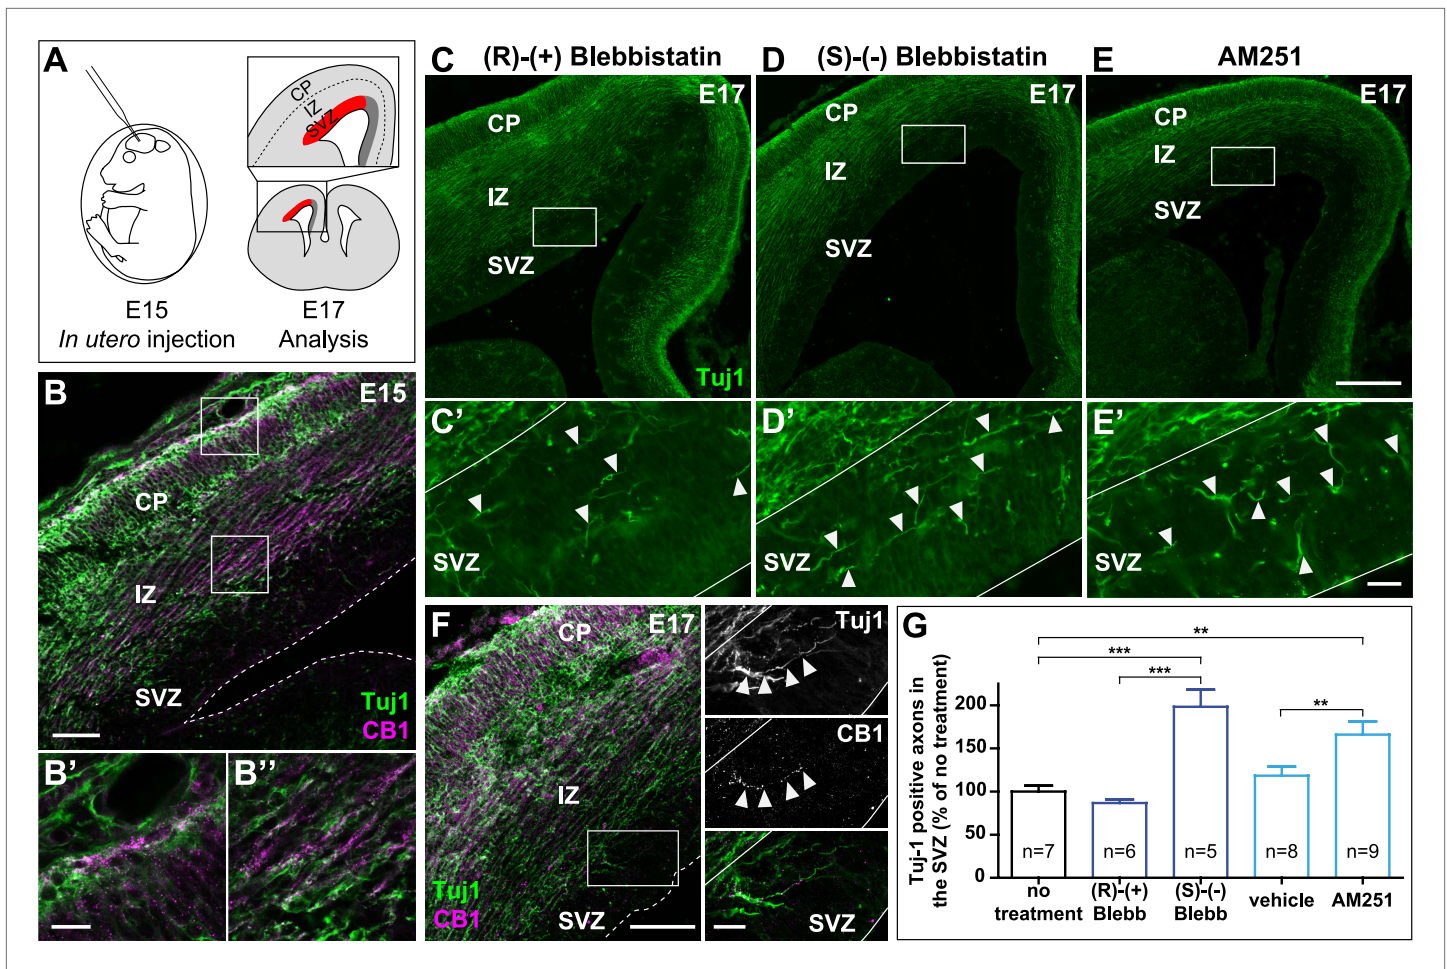 A
CP
IZ
SVZ
E15
In utero injection
E17
Analysis
B
E15
CP
IZ
SVZ
Tuj1
CB1
B'
B''
C
(R)-(+) Blebbistatin
E17
CP
IZ
SVZ
Tuj1
C'
SVZ
D
(S)-(-) Blebbistatin
E17
CP
IZ
SVZ
D'
SVZ
E
AM251
E17
CP
IZ
SVZ
E'
SVZ
F
E17
CP
IZ
SVZ
Tuj1
CB1
Tuj1
CB1
SVZ
G
Tuj-1 positive axons in
the SVZ (% of no treatment)
200
150
100
50
0
**
***
***
**
n=7
n=6
n=5
n=8
n=9
no
treatment
(R)-(+)
Blebb
(S)-(-)
Blebb
vehicle
AM251